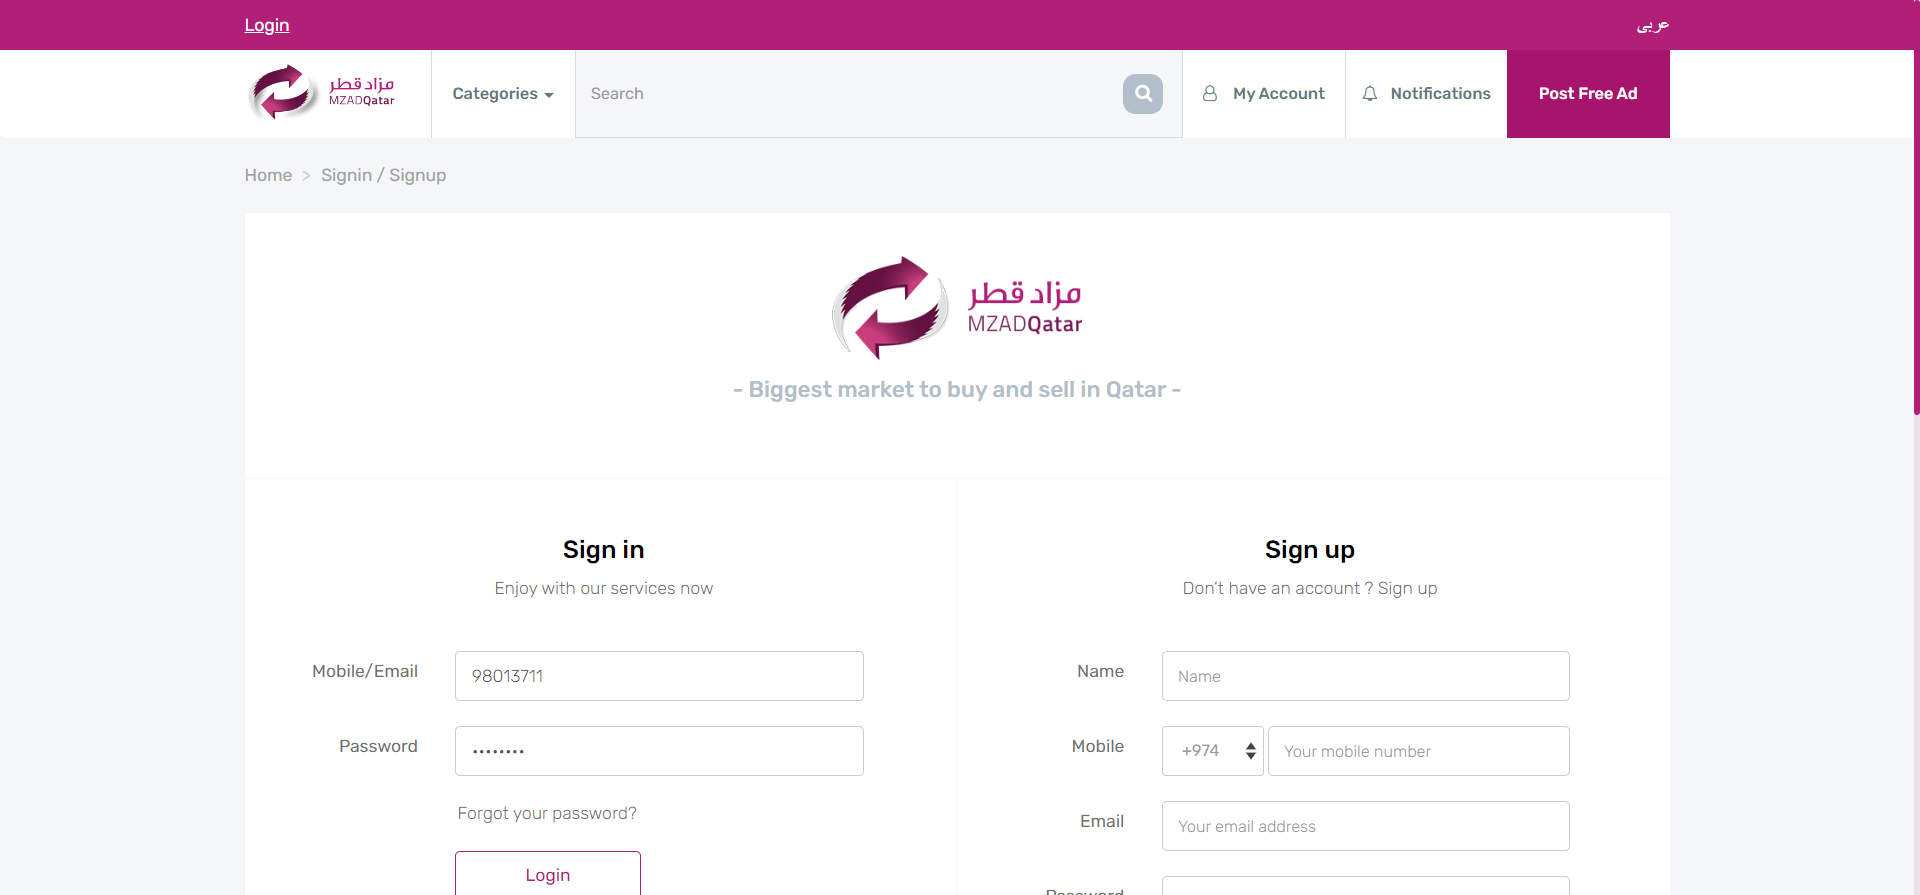 Login
عربي
مزاد قطر
MZADQatar
Categories
Search
My Account
Notifications
Post Free Ad
Home > Signin / Signup
مزاد قطر
MZADQatar
- Biggest market to buy and sell in Qatar -
Sign in
Enjoy with our services now
Mobile/Email
98013711
Password
••••••••
Forgot your password?
Login
Sign up
Don't have an account ? Sign up
Name
Name
Mobile
+974
Your mobile number
Email
Your email address
Password